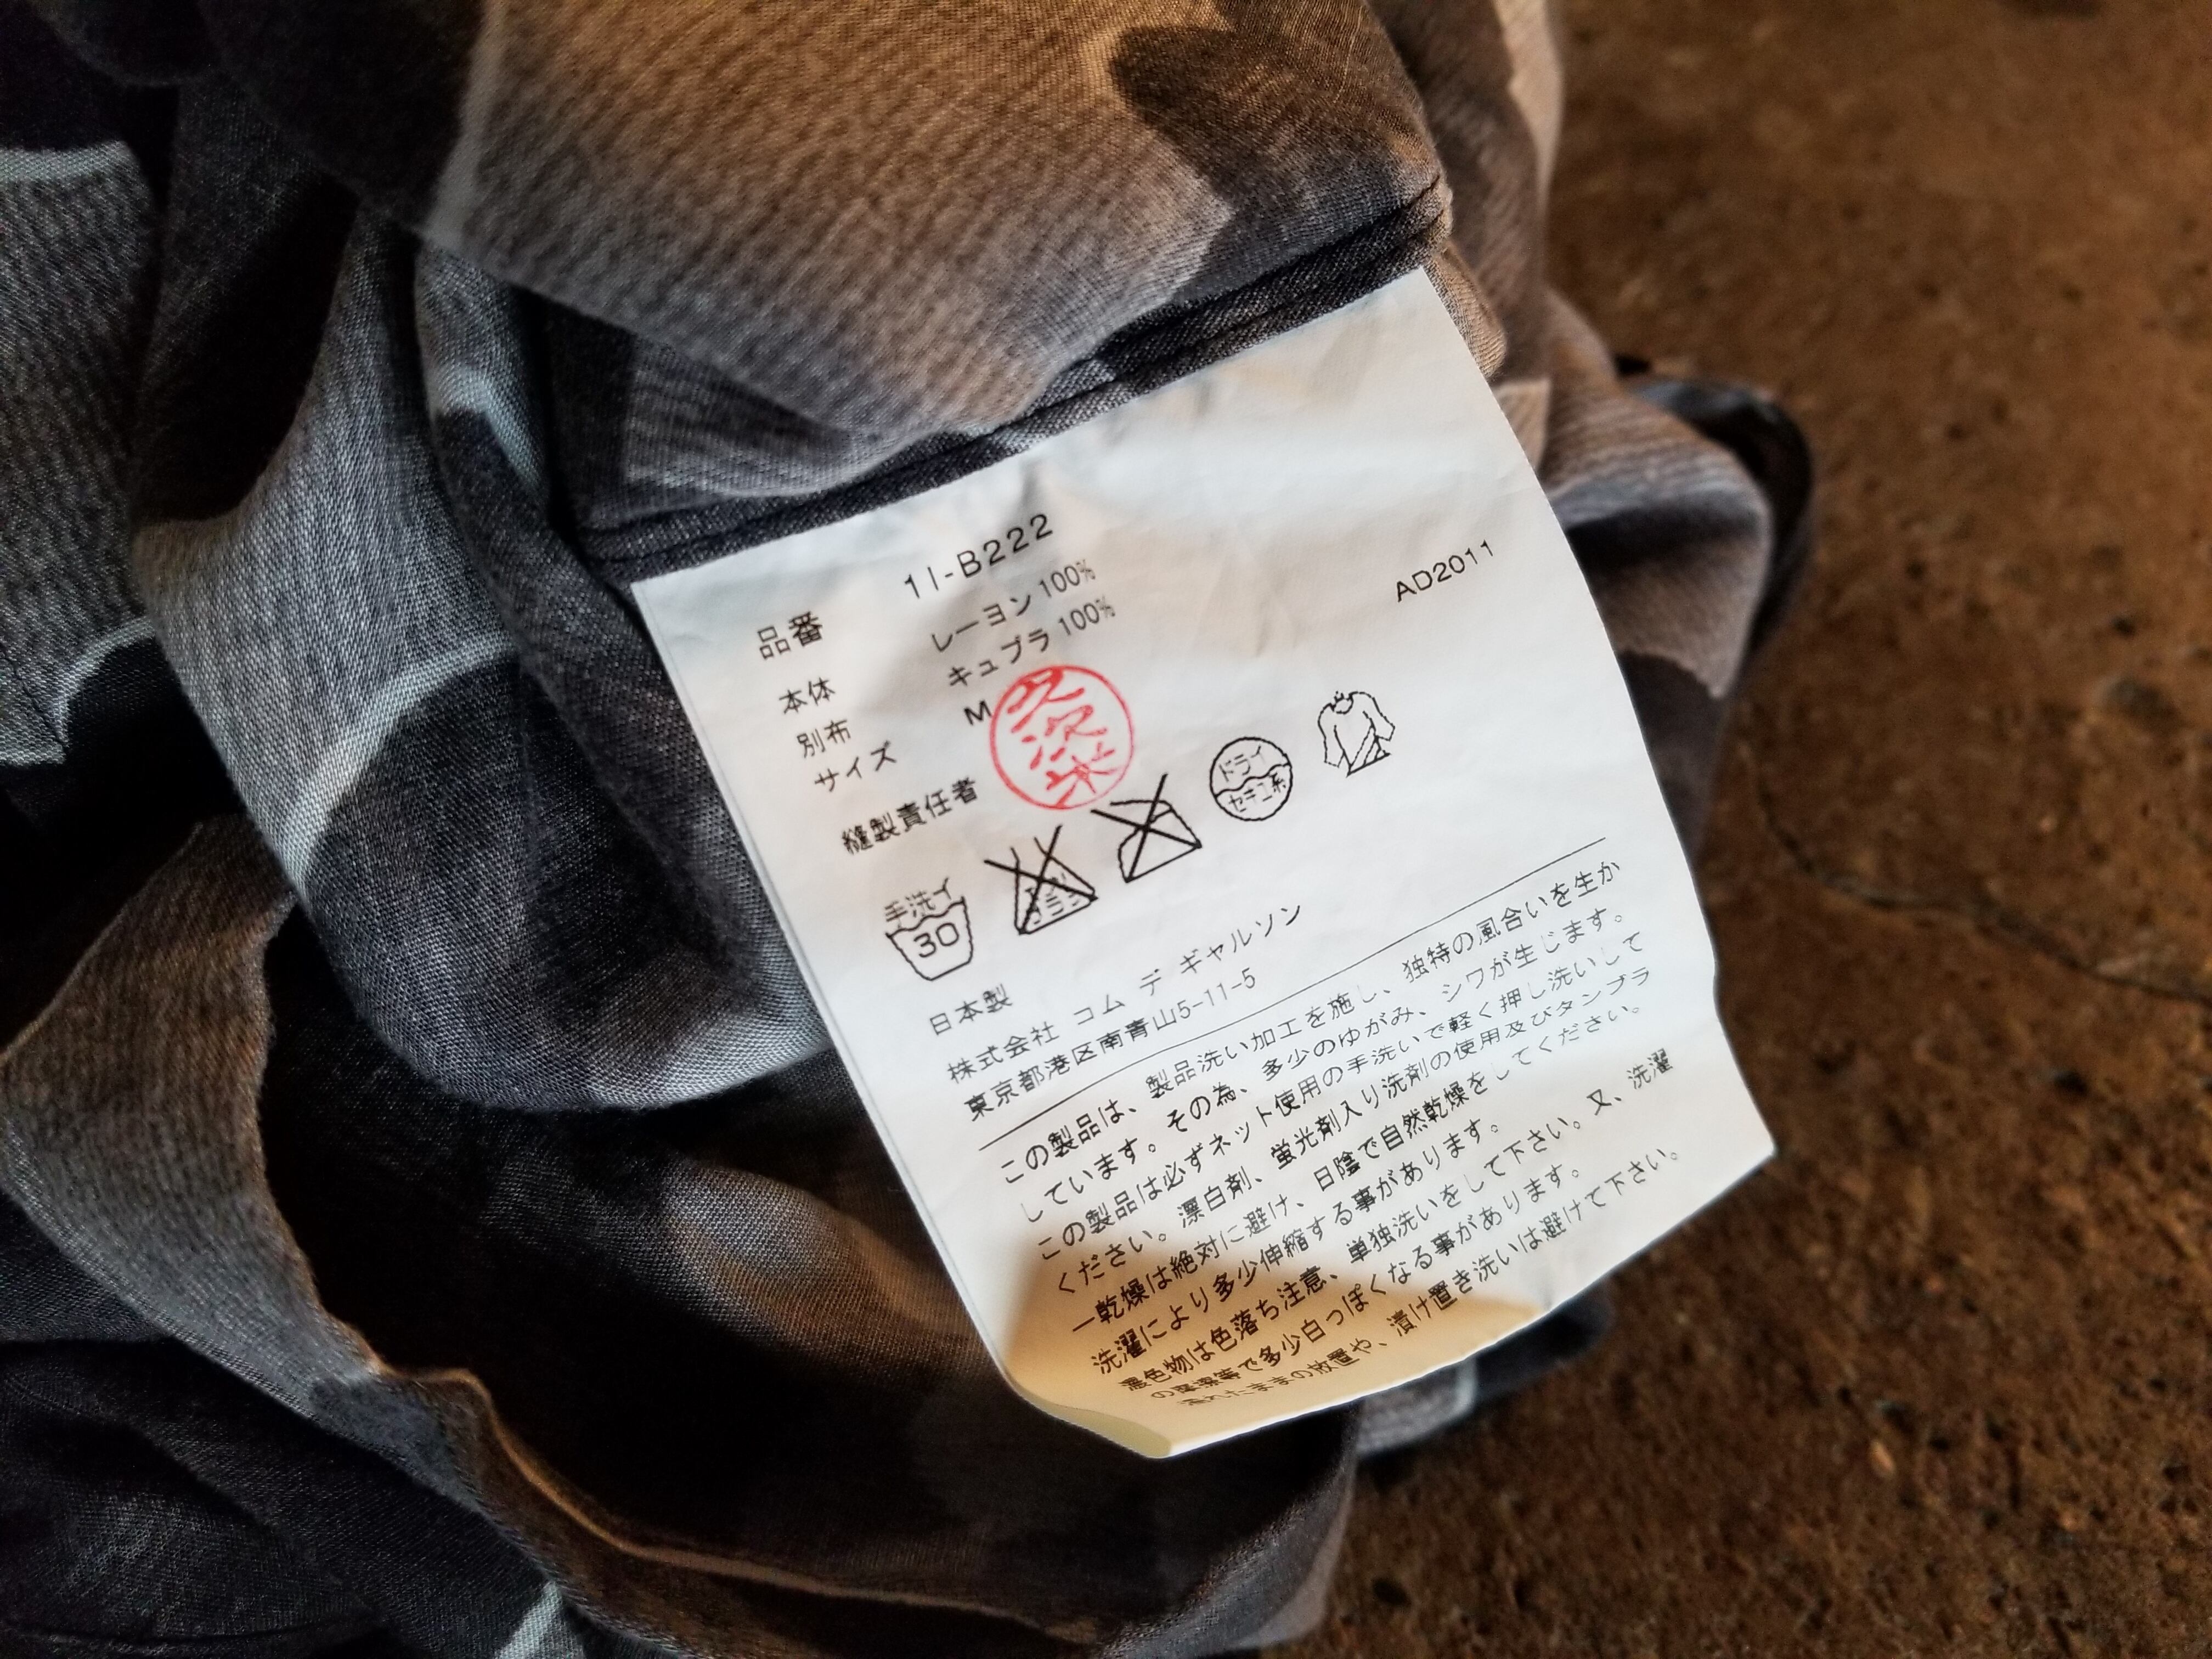 品番 1I-B222
AD2011
本体 レーヨン 100%
別布 キュプラ 100%
サイズ M
縫製責任者 久次米
手洗イ
30
ドライ
セキユ系
日本製
株式会社 コム デ ギャルソン
東京都港区南青山5-11-5
この製品は、製品洗い加工を施し、独特の風合いを生か
しています。その為、多少のゆがみ、シワが生じます。
この製品は必ずネット使用の手洗いで軽く押し洗いして
ください。漂白剤、蛍光剤入り洗剤の使用及びタンブラ
ー乾燥は絶対に避け、日陰で自然乾燥をしてください。
洗濯により多少伸縮する事があります。
濃色物は色落ち注意、単独洗いをして下さい。又、洗濯
で多少白っぽくなる事があります。
濡れたままの放置や、漬け置き洗いは避けて下さい。